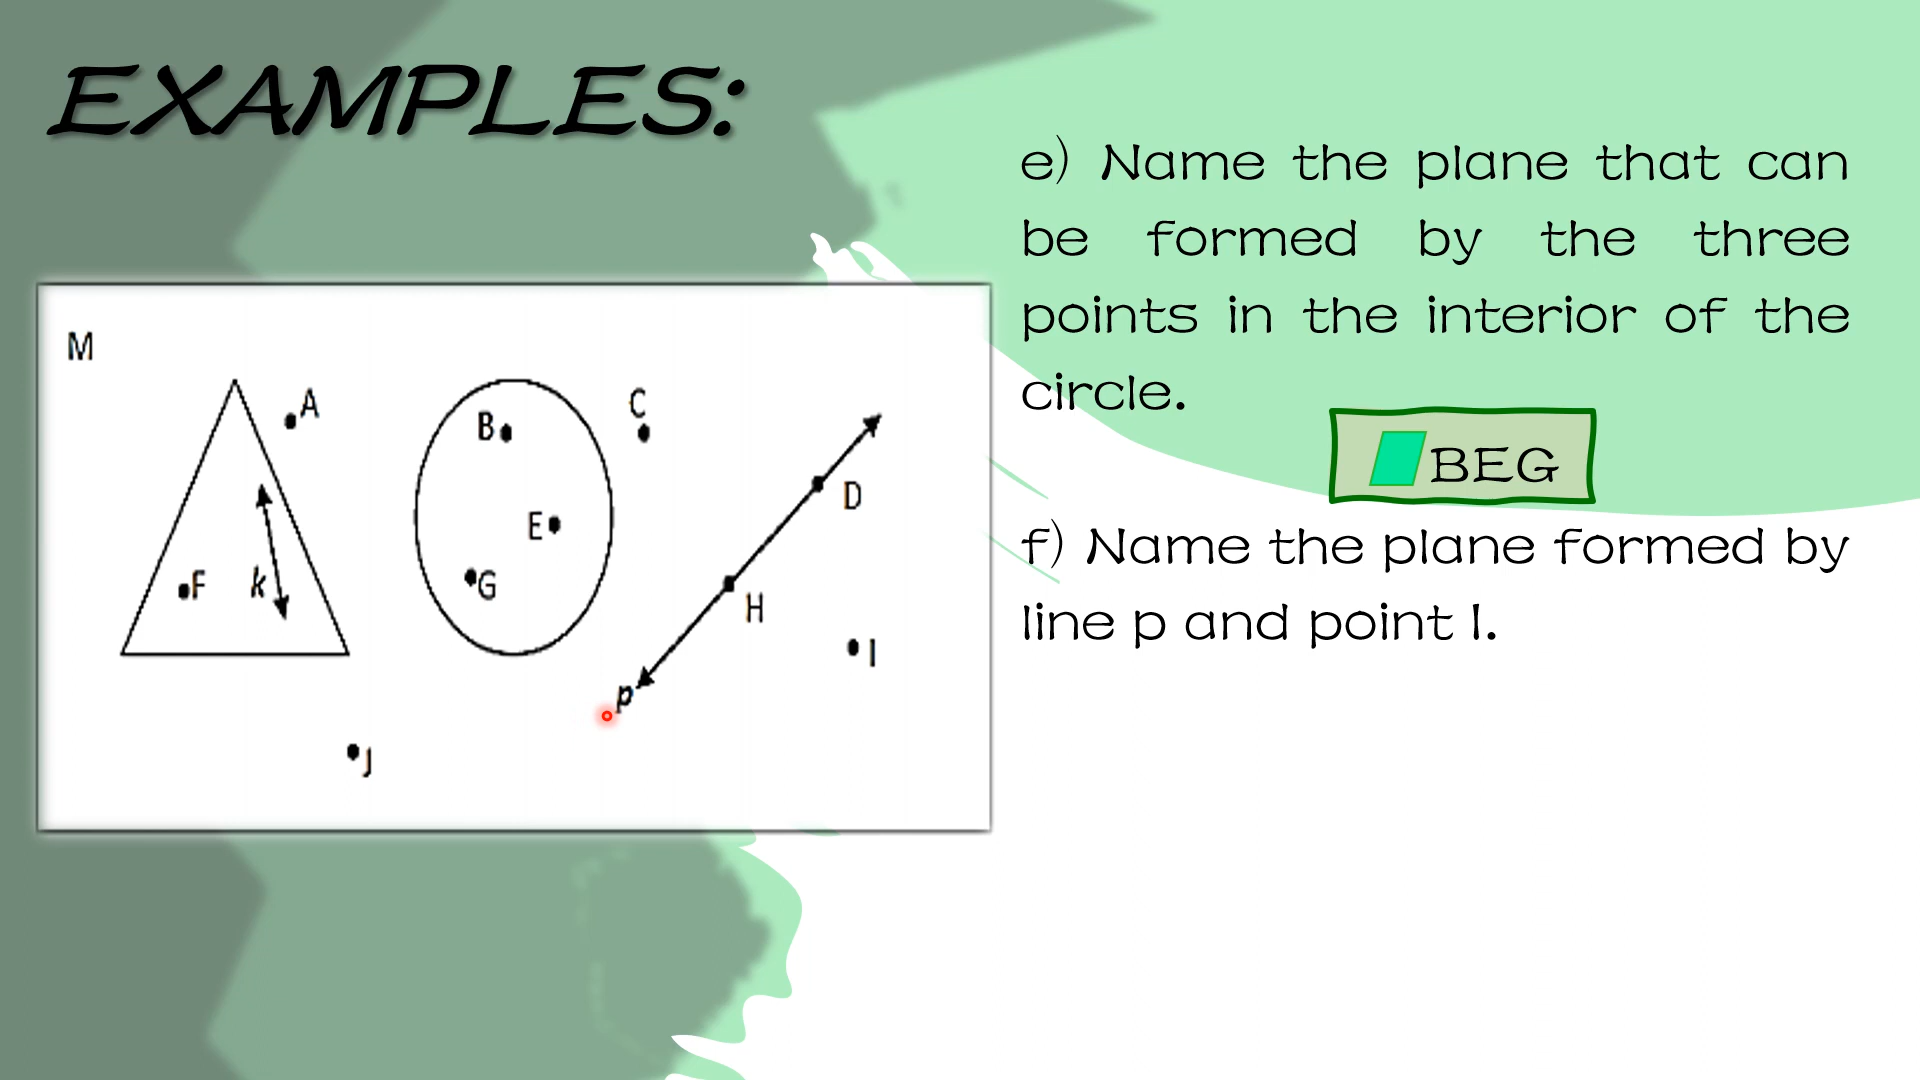 EXAMPLES:
e) Name the plane that can
be formed by the three
points in the interior of the
circle.
BEG
f) Name the plane formed by
line p and point I.
M
A
B
C
D
E
F
k
G
H
I
p
J